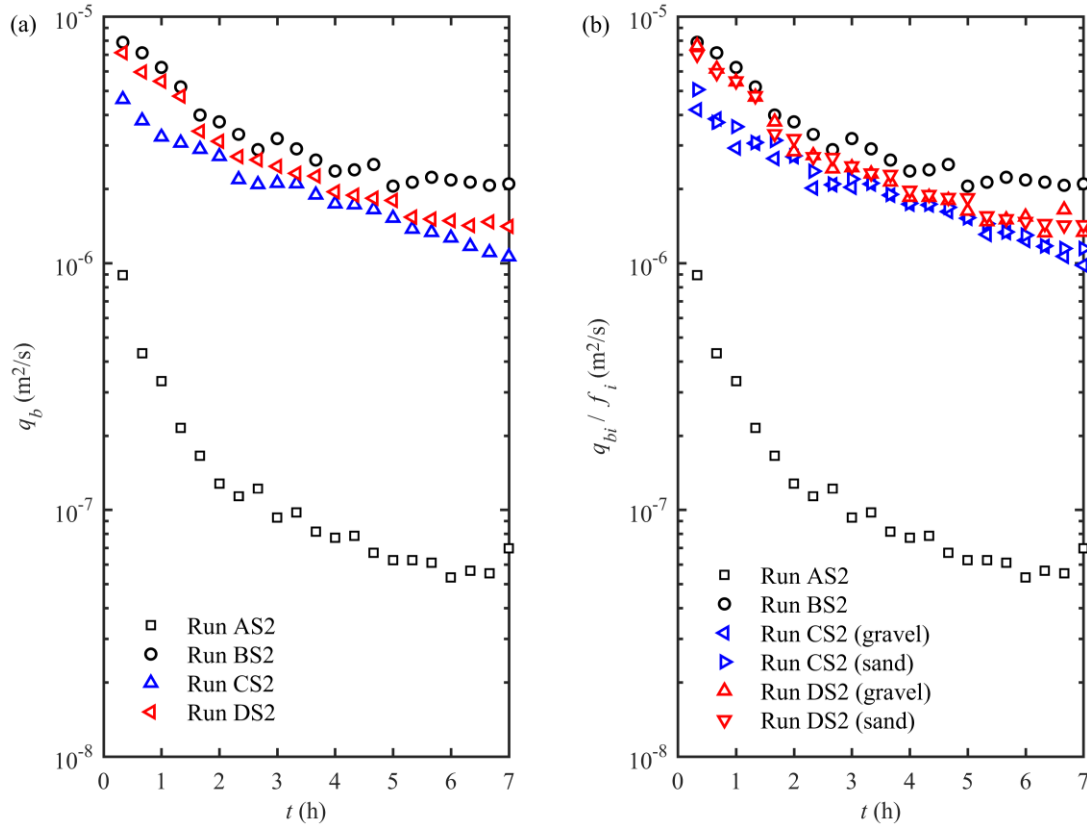 (a)
10⁻⁵
10⁻⁶
10⁻⁷
10⁻⁸
q_b (m²/s)
Run AS2
Run BS2
Run CS2
Run DS2
0 1 2 3 4 5 6 7
t (h)
(b)
10⁻⁵
10⁻⁶
10⁻⁷
10⁻⁸
q_bi / f_i (m²/s)
Run AS2
Run BS2
Run CS2 (gravel)
Run CS2 (sand)
Run DS2 (gravel)
Run DS2 (sand)
0 1 2 3 4 5 6 7
t (h)